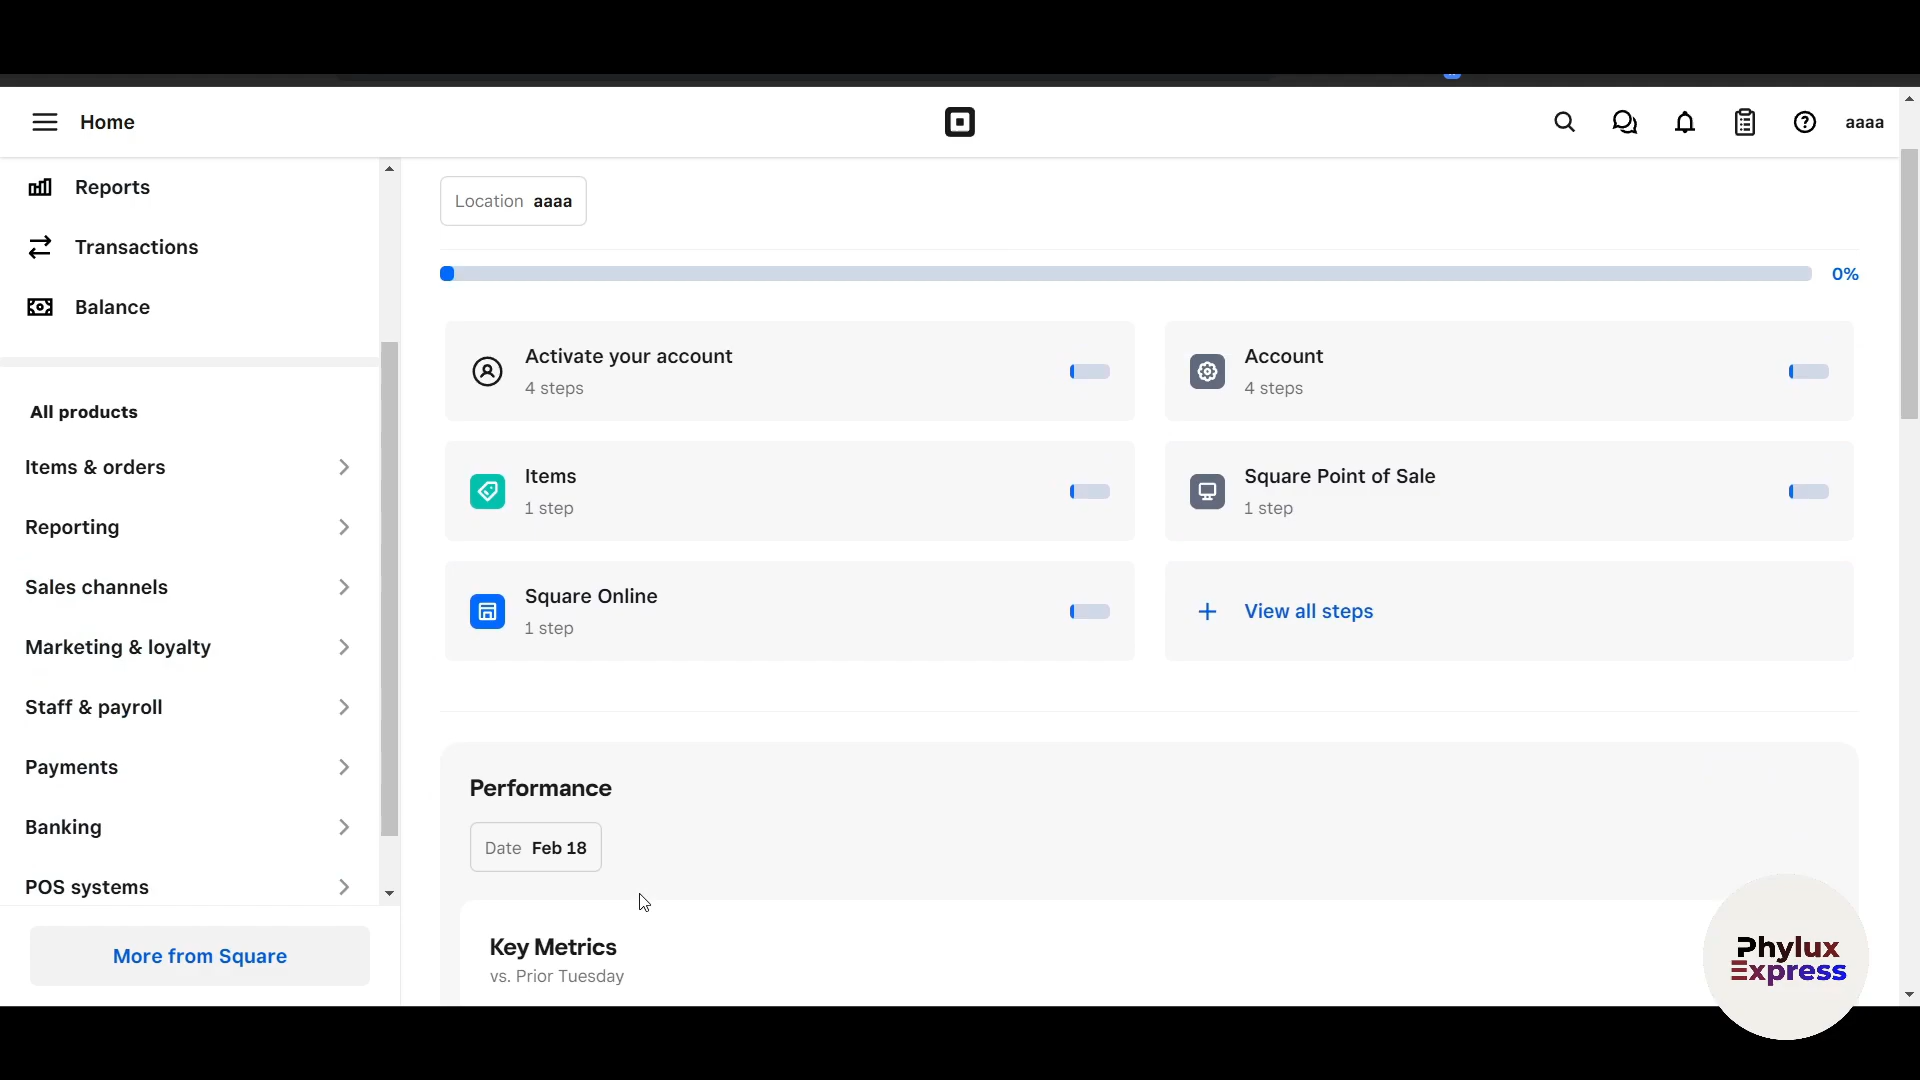 Home
aaaa
Reports
Transactions
Balance
All products
Items & orders
Reporting
Sales channels
Marketing & loyalty
Staff & payroll
Payments
Banking
POS systems
More from Square
Location aaaa
0%
Activate your account
4 steps
Account
4 steps
Items
1 step
Square Point of Sale
1 step
Square Online
1 step
View all steps
Performance
Date Feb 18
Key Metrics
vs. Prior Tuesday
Phylux
Express